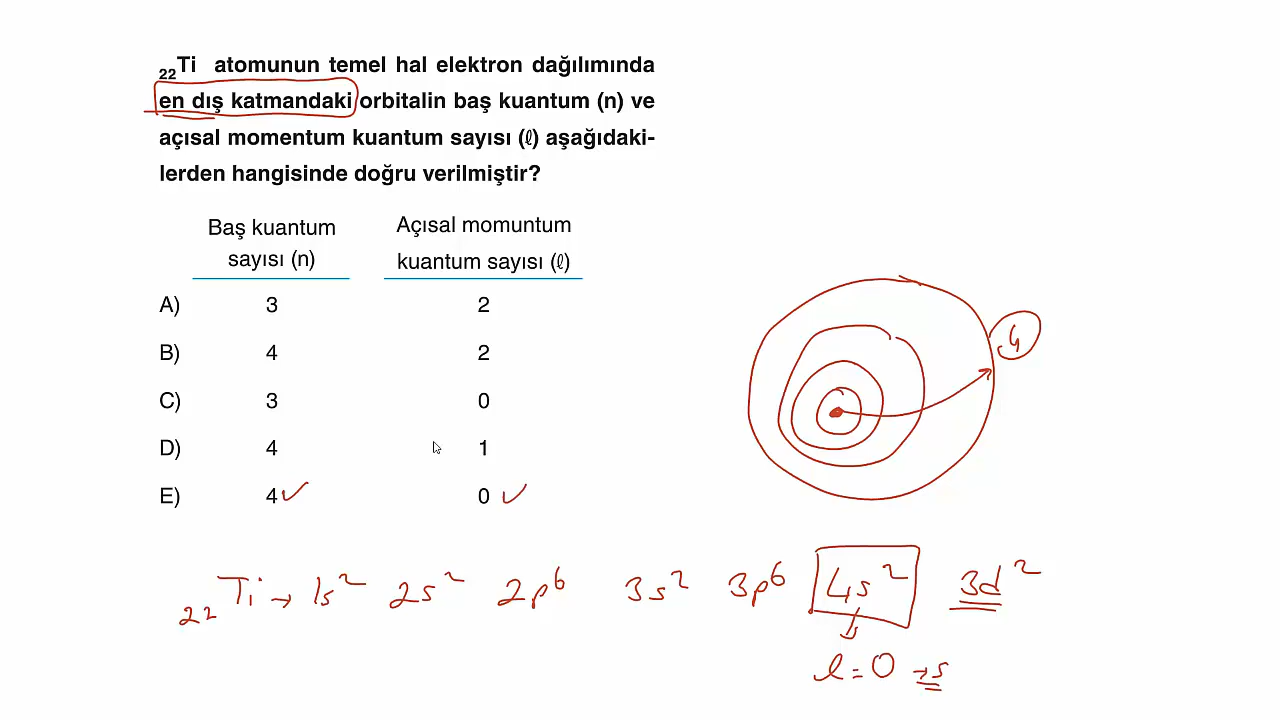 ₂₂Ti atomunun temel hal elektron dağılımında
en dış katmandaki orbitalin baş kuantum (n) ve
açısal momentum kuantum sayısı (ℓ) aşağıdaki-
lerden hangisinde doğru verilmiştir?
Baş kuantum sayısı (n)
Açısal momuntum kuantum sayısı (ℓ)
A) 3 2
B) 4 2
C) 3 0
D) 4 1
E) 4 ✓ 0 ✓
4
₂₂Ti → 1s² 2s² 2p⁶ 3s² 3p⁶ 4s² 3d²
l = 0 → s